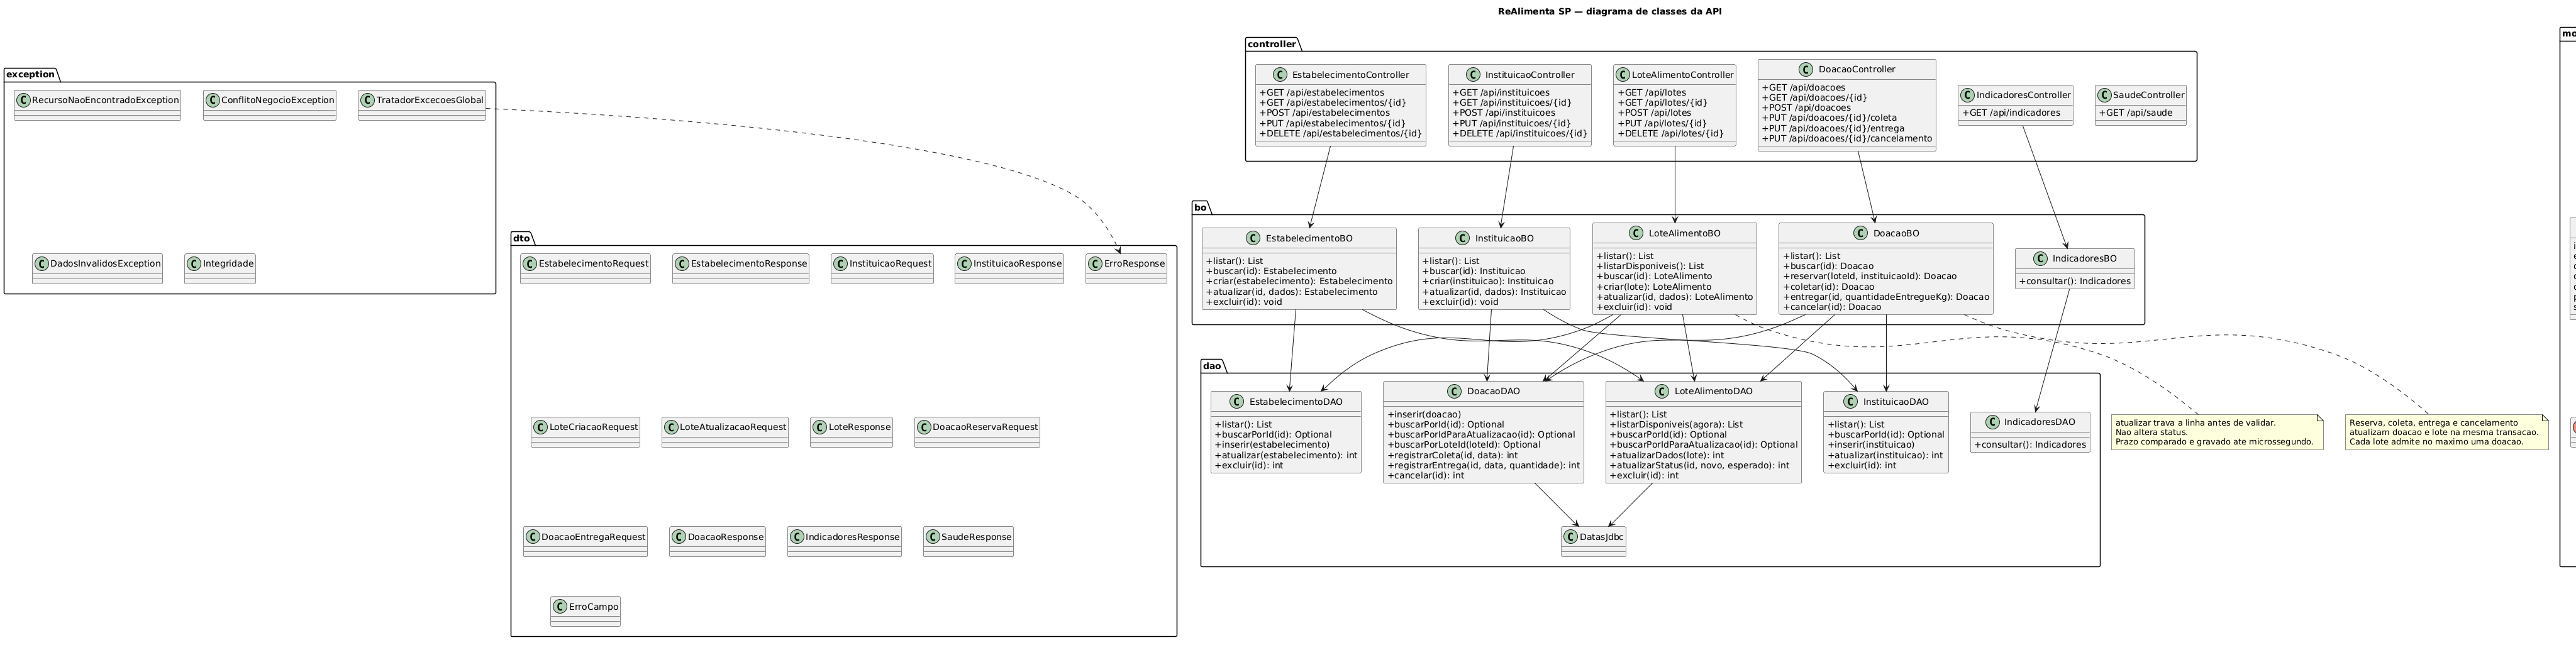 ReAlimenta SP — diagrama de classes da API
exception
RecursoNaoEncontradoException
ConflitoNegocioException
TratadorExcecoesGlobal
DadosInvalidosException
Integridade
dto
EstabelecimentoRequest
EstabelecimentoResponse
InstituicaoRequest
InstituicaoResponse
ErroResponse
LoteCriacaoRequest
LoteAtualizacaoRequest
LoteResponse
DoacaoReservaRequest
DoacaoEntregaRequest
DoacaoResponse
IndicadoresResponse
SaudeResponse
ErroCampo
controller
EstabelecimentoController
+GET /api/estabelecimentos
+GET /api/estabelecimentos/{id}
+POST /api/estabelecimentos
+PUT /api/estabelecimentos/{id}
+DELETE /api/estabelecimentos/{id}
InstituicaoController
+GET /api/instituicoes
+GET /api/instituicoes/{id}
+POST /api/instituicoes
+PUT /api/instituicoes/{id}
+DELETE /api/instituicoes/{id}
LoteAlimentoController
+GET /api/lotes
+GET /api/lotes/{id}
+POST /api/lotes
+PUT /api/lotes/{id}
+DELETE /api/lotes/{id}
DoacaoController
+GET /api/doacoes
+GET /api/doacoes/{id}
+POST /api/doacoes
+PUT /api/doacoes/{id}/coleta
+PUT /api/doacoes/{id}/entrega
+PUT /api/doacoes/{id}/cancelamento
IndicadoresController
+GET /api/indicadores
SaudeController
+GET /api/saude
bo
EstabelecimentoBO
+listar(): List
+buscar(id): Estabelecimento
+criar(estabelecimento): Estabelecimento
+atualizar(id, dados): Estabelecimento
+excluir(id): void
InstituicaoBO
+listar(): List
+buscar(id): Instituicao
+criar(instituicao): Instituicao
+atualizar(id, dados): Instituicao
+excluir(id): void
LoteAlimentoBO
+listar(): List
+listarDisponiveis(): List
+buscar(id): LoteAlimento
+criar(lote): LoteAlimento
+atualizar(id, dados): LoteAlimento
+excluir(id): void
DoacaoBO
+listar(): List
+buscar(id): Doacao
+reservar(loteId, instituicaoId): Doacao
+coletar(id): Doacao
+entregar(id, quantidadeEntregueKg): Doacao
+cancelar(id): Doacao
IndicadoresBO
+consultar(): Indicadores
dao
EstabelecimentoDAO
+listar(): List
+buscarPorId(id): Optional
+inserir(estabelecimento)
+atualizar(estabelecimento): int
+excluir(id): int
DoacaoDAO
+inserir(doacao)
+buscarPorId(id): Optional
+buscarPorIdParaAtualizacao(id): Optional
+buscarPorLoteId(loteId): Optional
+registrarColeta(id, data): int
+registrarEntrega(id, data, quantidade): int
+cancelar(id): int
LoteAlimentoDAO
+listar(): List
+listarDisponiveis(agora): List
+buscarPorId(id): Optional
+buscarPorIdParaAtualizacao(id): Optional
+atualizarDados(lote): int
+atualizarStatus(id, novo, esperado): int
+excluir(id): int
InstituicaoDAO
+listar(): List
+buscarPorId(id): Optional
+inserir(instituicao)
+atualizar(instituicao): int
+excluir(id): int
IndicadoresDAO
+consultar(): Indicadores
DatasJdbc
atualizar trava a linha antes de validar.
Nao altera status.
Prazo comparado e gravado ate microssegundo.
Reserva, coleta, entrega e cancelamento
atualizam doacao e lote na mesma transacao.
Cada lote admite no maximo uma doacao.